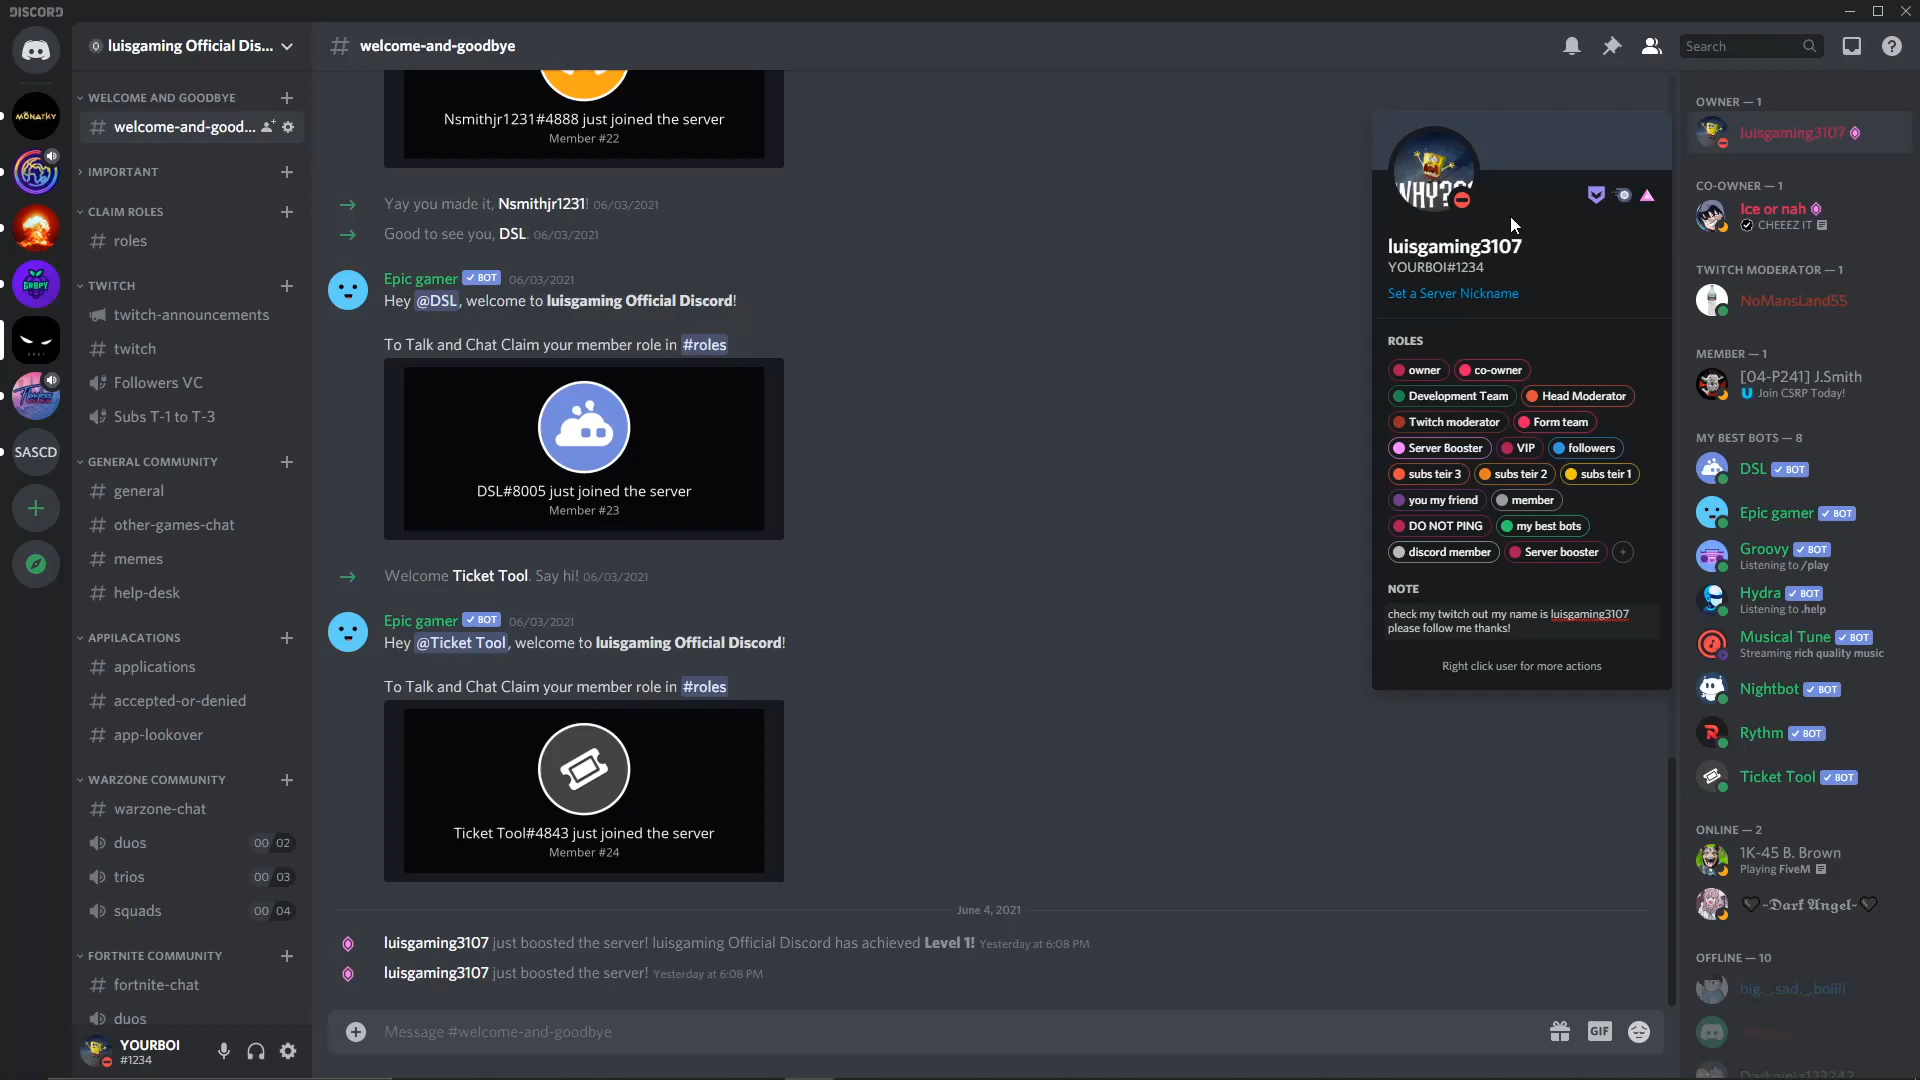 DISCORD
luisgaming Official Dis...
WELCOME AND GOODBYE
welcome-and-good...
IMPORTANT
CLAIM ROLES
roles
TWITCH
twitch-announcements
twitch
Followers VC
Subs T-1 to T-3
GENERAL COMMUNITY
general
other-games-chat
memes
help-desk
APPLACATIONS
applications
accepted-or-denied
app-lookover
WARZONE COMMUNITY
warzone-chat
duos 00 02
trios 00 03
squads 00 04
FORTNITE COMMUNITY
fortnite-chat
duos
YOURBOI
#1234
MONATKY
SASCD
welcome-and-goodbye
Search
Nsmithjr1231#4888 just joined the server
Member #22
Yay you made it, Nsmithjr1231! 06/03/2021
Good to see you, DSL. 06/03/2021
Epic gamer BOT 06/03/2021
Hey @DSL, welcome to luisgaming Official Discord!
To Talk and Chat Claim your member role in #roles
DSL#8005 just joined the server
Member #23
Welcome Ticket Tool. Say hi! 06/03/2021
Epic gamer BOT 06/03/2021
Hey @Ticket Tool, welcome to luisgaming Official Discord!
To Talk and Chat Claim your member role in #roles
Ticket Tool#4843 just joined the server
Member #24
June 4, 2021
luisgaming3107 just boosted the server! luisgaming Official Discord has achieved Level 1! Yesterday at 6:08 PM
luisgaming3107 just boosted the server! Yesterday at 6:08 PM
Message #welcome-and-goodbye
GIF
WHY???
luisgaming3107
YOURBOI#1234
Set a Server Nickname
ROLES
owner co-owner
Development Team Head Moderator
Twitch moderator Form team
Server Booster VIP followers
subs teir 3 subs teir 2 subs teir 1
you my friend member
DO NOT PING my best bots
discord member Server booster
NOTE
check my twitch out my name is luisgaming3107
please follow me thanks!
Right click user for more actions
OWNER — 1
luisgaming3107
CO-OWNER — 1
Ice or nah
CHEEEZ IT
TWITCH MODERATOR — 1
NoMansLand55
MEMBER — 1
[04-P241] J.Smith
Join CSRP Today!
MY BEST BOTS — 8
DSL BOT
Epic gamer BOT
Groovy BOT
Listening to /play
Hydra BOT
Listening to .help
Musical Tune BOT
Streaming rich quality music
Nightbot BOT
Rythm BOT
Ticket Tool BOT
ONLINE — 2
1K-45 B. Brown
Playing FiveM
~Dark Angel~
OFFLINE — 10